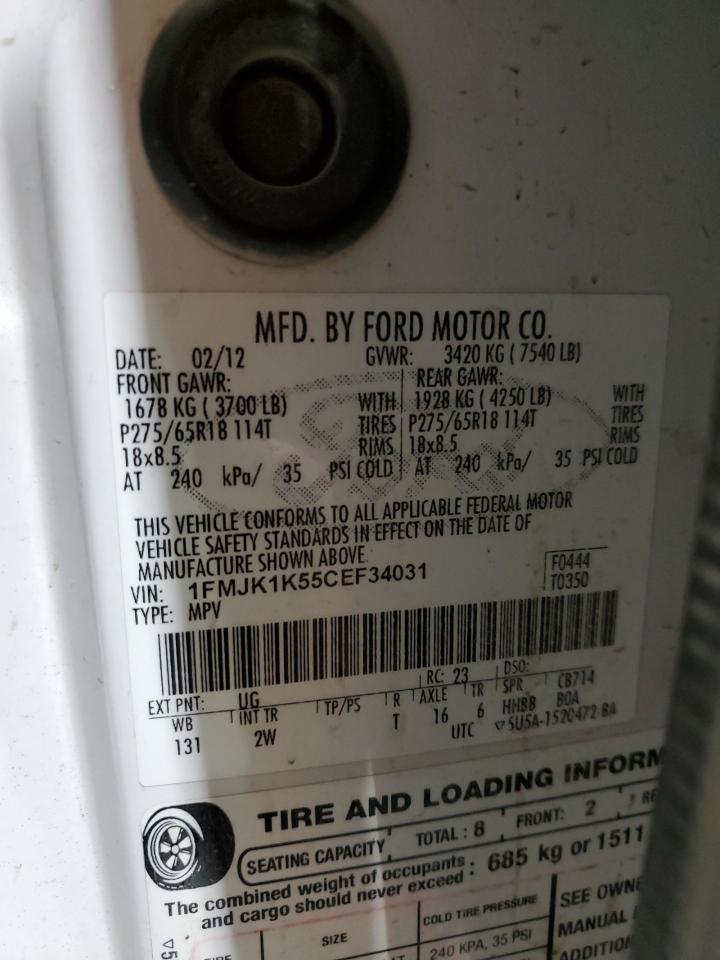 MFD. BY FORD MOTOR CO.
DATE: 02/12 GVWR: 3420 KG ( 7540 LB)
FRONT GAWR: REAR GAWR:
1678 KG ( 3700 LB) WITH 1928 KG ( 4250 LB) WITH
P275/65R18 114T TIRES P275/65R18 114T TIRES
18x8.5 RIMS 18x8.5 RIMS
AT 240 kPa/ 35 PSI COLD AT 240 kPa/ 35 PSI COLD
THIS VEHICLE CONFORMS TO ALL APPLICABLE FEDERAL MOTOR
VEHICLE SAFETY STANDARDS IN EFFECT ON THE DATE OF
MANUFACTURE SHOWN ABOVE.
VIN: 1FMJK1K55CEF34031 F0444
TYPE: MPV T0350
EXT PNT: UG RC: 23 DSO:
WB INT TR TP/PS R AXLE TR SPR CB714
131 2W T 16 6 HHBB BOA
UTC ▽5U5A-1520472-BA
TIRE AND LOADING INFORM
SEATING CAPACITY TOTAL : 8 FRONT: 2 RE
The combined weight of occupants
and cargo should never exceed : 685 kg or 1511
SIZE COLD TIRE PRESSURE SEE OWNE
240 KPA, 35 PSI MANUAL
ADDITION